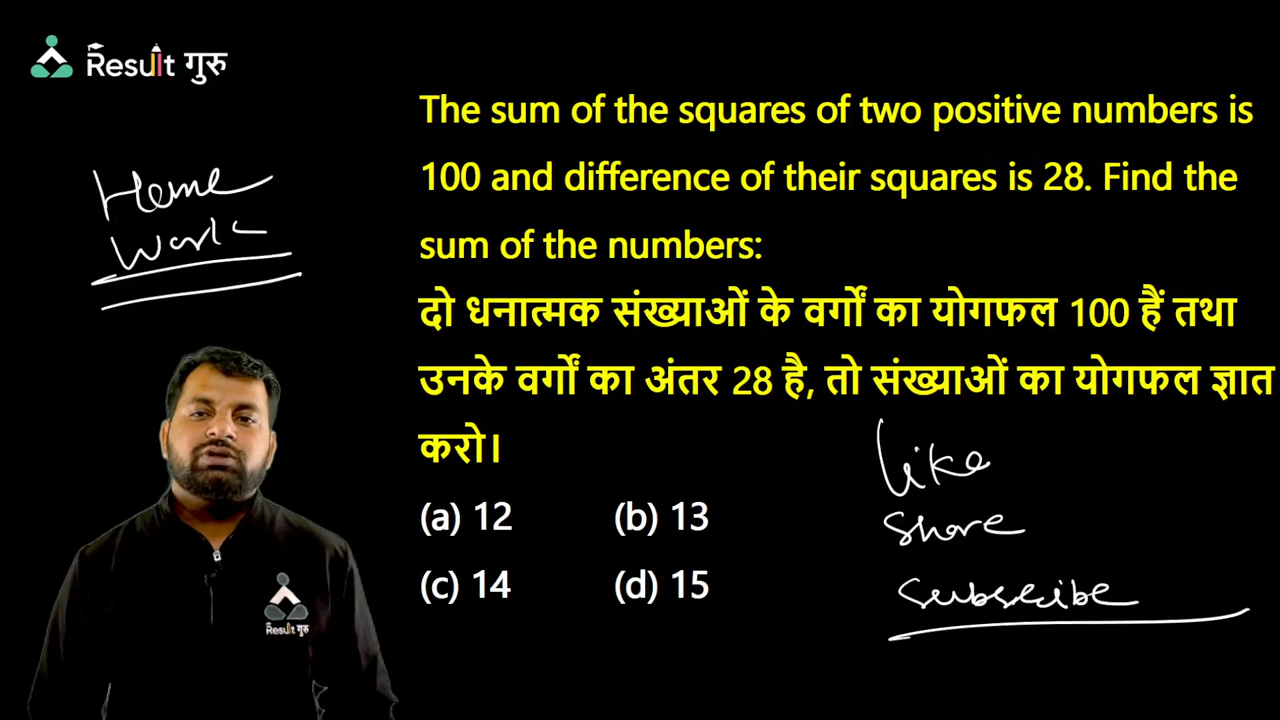 Result गुरु
The sum of the squares of two positive numbers is
100 and difference of their squares is 28. Find the
sum of the numbers:
दो धनात्मक संख्याओं के वर्गों का योगफल 100 हैं तथा
उनके वर्गों का अंतर 28 है, तो संख्याओं का योगफल ज्ञात
करो।
(a) 12 (b) 13
(c) 14 (d) 15
Home
Work
Like
Share
Subscribe
Result गुरु